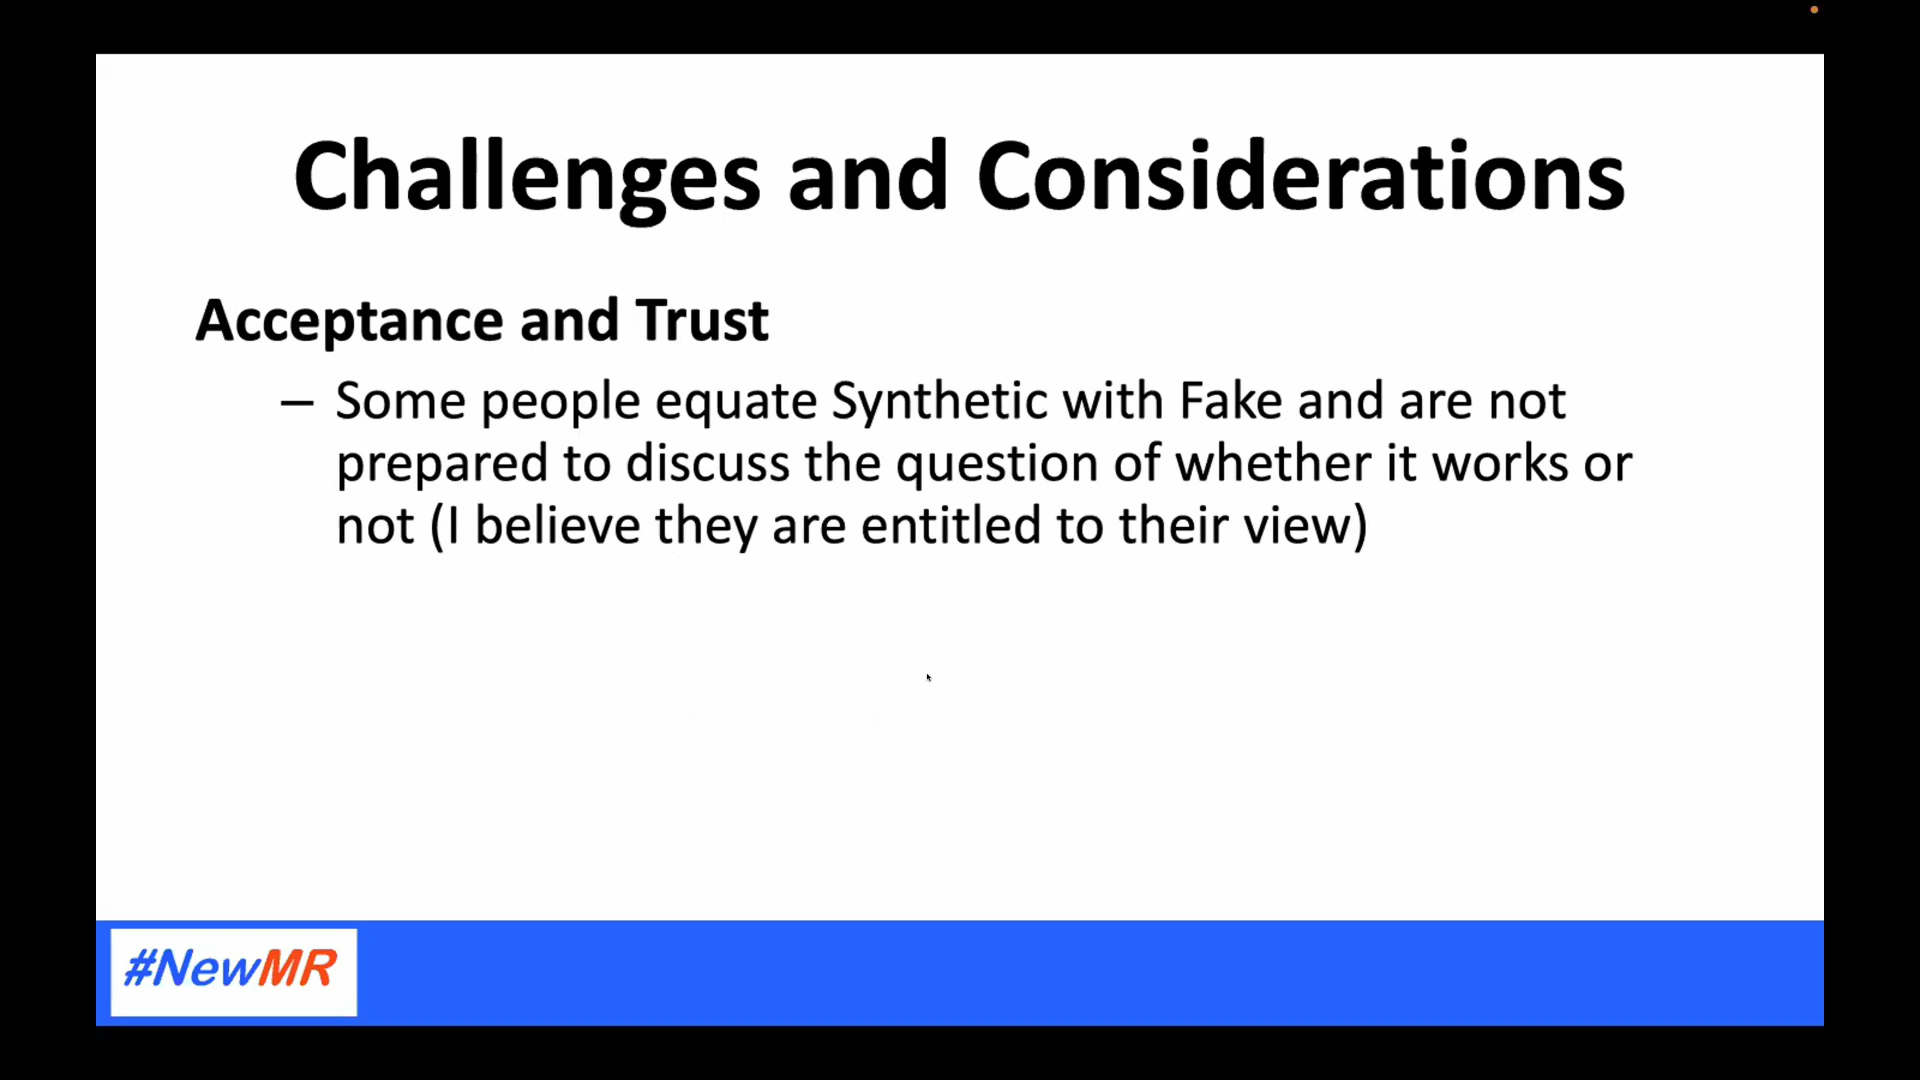 Challenges and Considerations
Acceptance and Trust
– Some people equate Synthetic with Fake and are not
prepared to discuss the question of whether it works or
not (I believe they are entitled to their view)
#NewMR